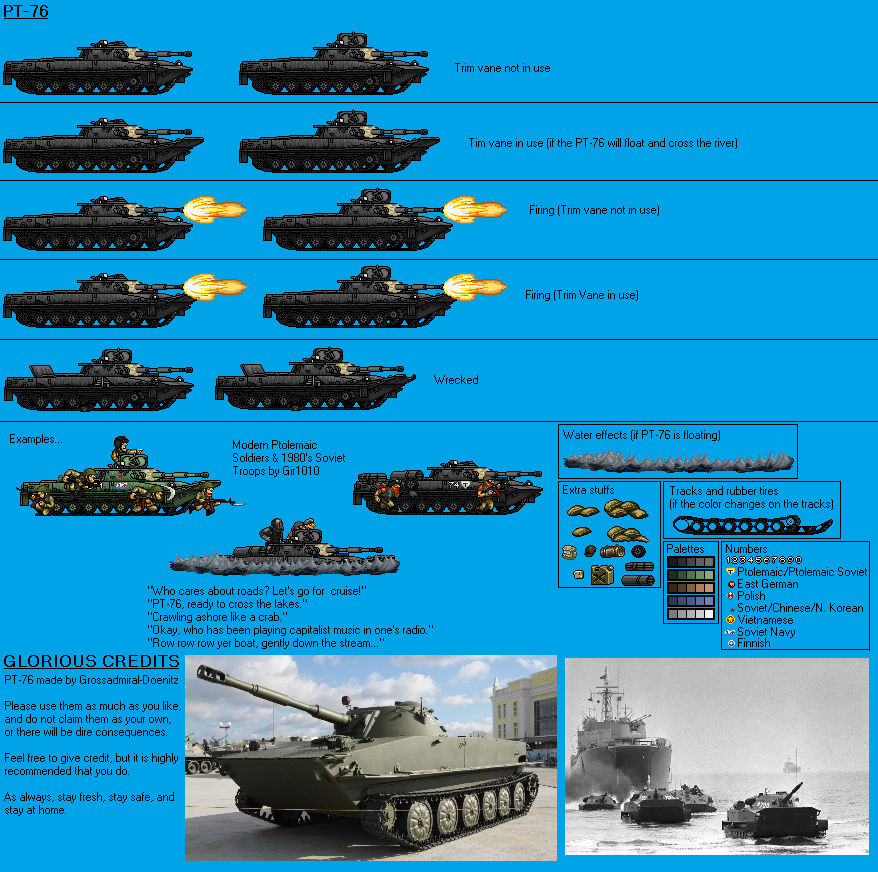 PT-76
Trim vane not in use
Tim vane in use (if the PT-76 will float and cross the river)
Firing (Trim vane not in use)
Firing (Trim Vane in use)
Wrecked
Examples...
Modern Ptolemaic
Soldiers & 1980's Soviet
Troops by Gir1010
74
Water effects (if PT-76 is floating)
Extra stuffs
Tracks and rubber tires
(if the color changes on the tracks)
Palettes
Numbers
1234567890
Ptolemaic/Ptolemaic Soviet
East German
Polish
Soviet/Chinese/N. Korean
Vietnamese
Soviet Navy
Finnish
"Who cares about roads? Let's go for cruise!"
"PT-76, ready to cross the lakes."
"Crawling ashore like a crab."
"Okay, who has been playing capitalist music in one's radio."
"Row row row yer boat, gently down the stream..."
GLORIOUS CREDITS
PT-76 made by Grossadmiral-Doenitz
Please use them as much as you like,
and do not claim them as your own,
or there will be dire consequences.
Feel free to give credit, but it is highly
recommended that you do.
As always, stay fresh, stay safe, and
stay at home.